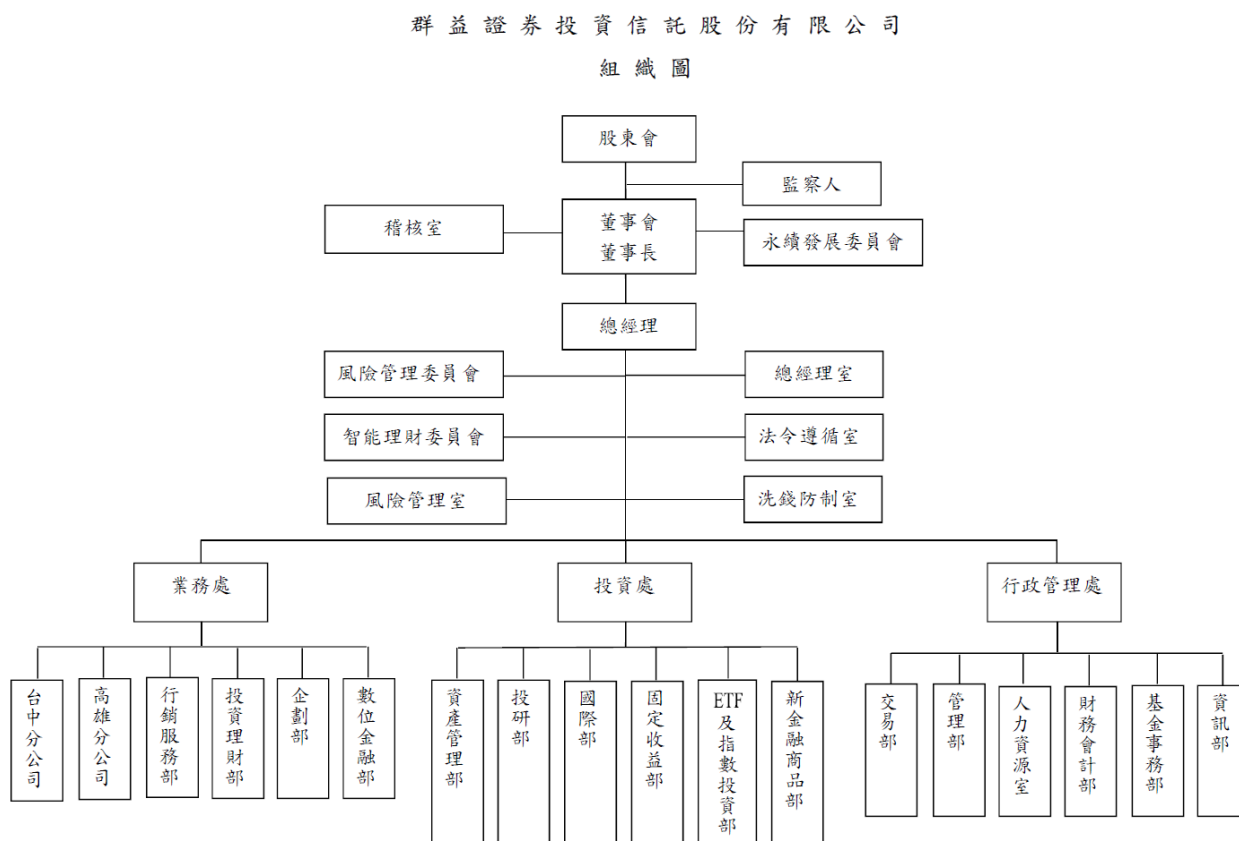 群益證券投資信託股份有限公司
組織圖
股東會
監察人
稽核室
董事會
董事長
永續發展委員會
總經理
風險管理委員會
總經理室
智能理財委員會
法令遵循室
風險管理室
洗錢防制室
業務處
投資處
行政管理處
台中分公司
高雄分公司
行銷服務部
投資理財部
企劃部
數位金融部
資產管理部
投研部
國際部
固定收益部
ETF及指數投資部
新金融商品部
交易部
管理部
人力資源室
財務會計部
基金事務部
資訊部